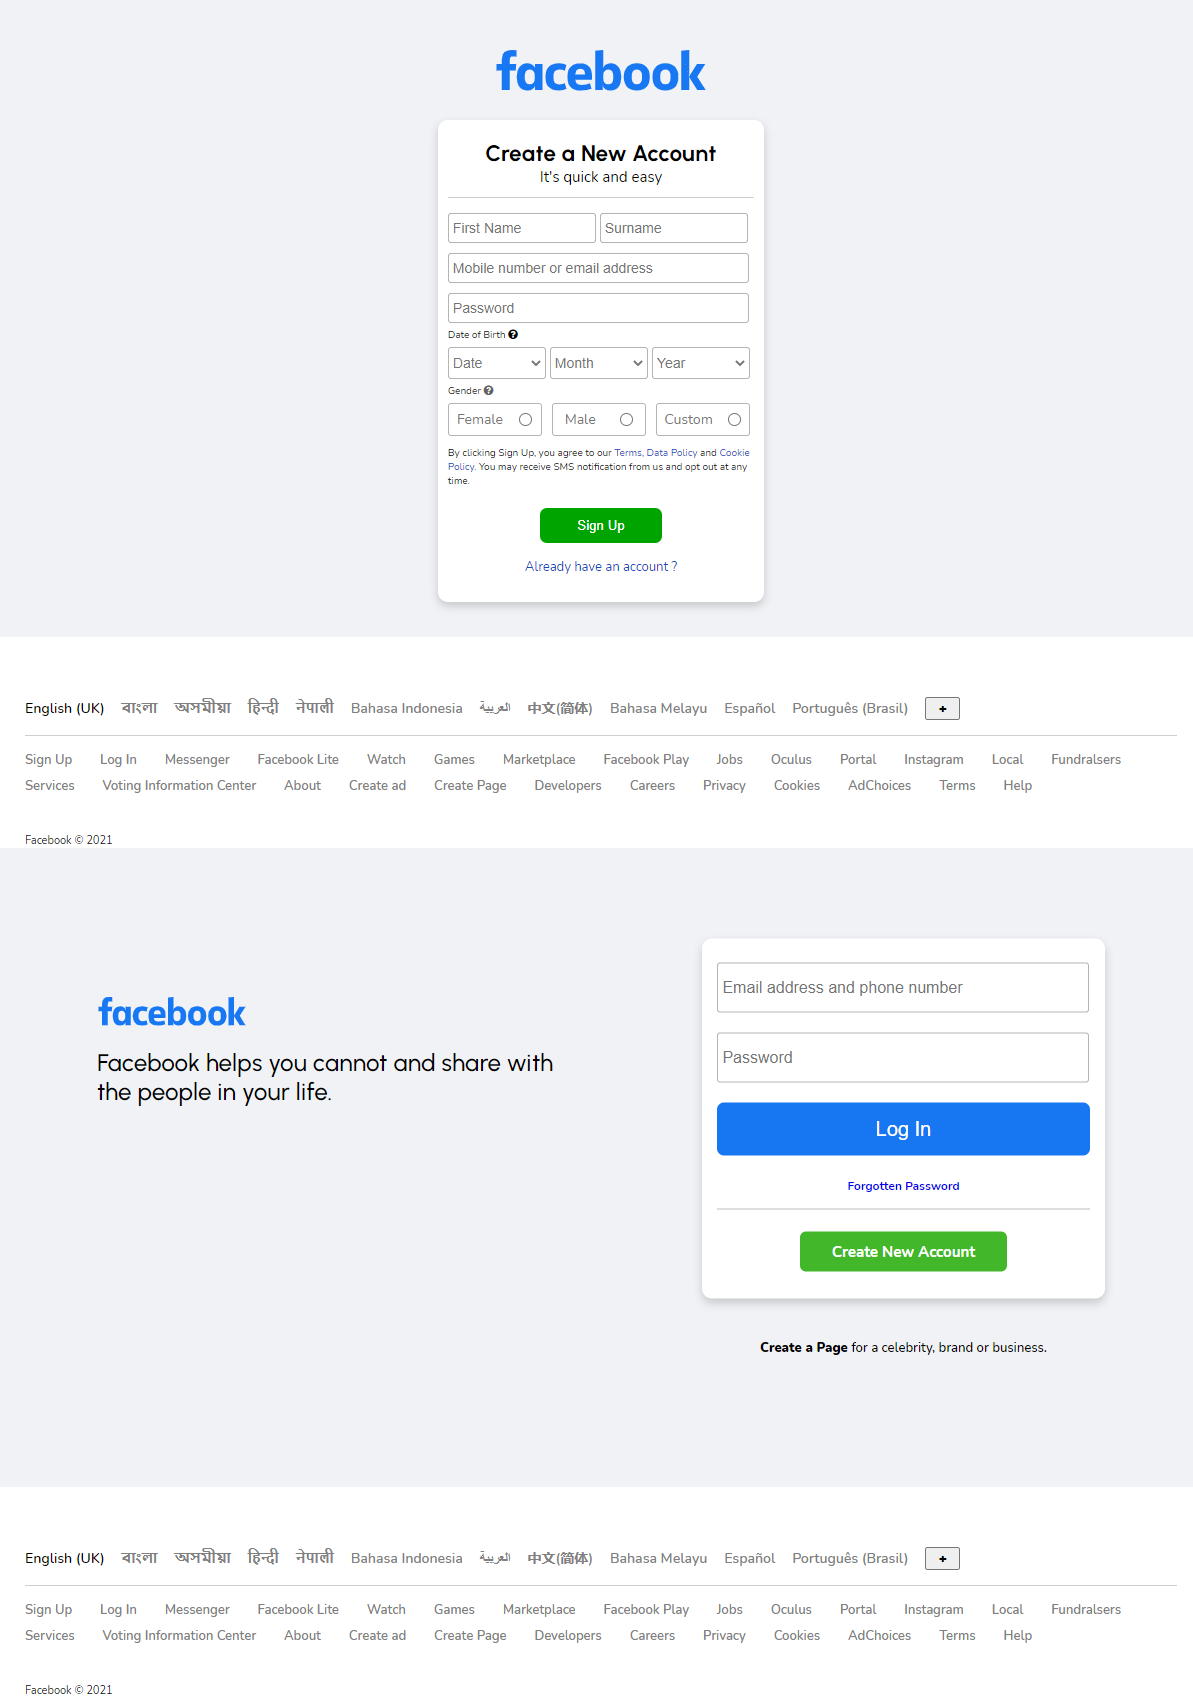 facebook
Create a New Account
It's quick and easy
First Name Surname
Mobile number or email address
Password
Date of Birth
Date Month Year
Gender
Female Male Custom
By clicking Sign Up, you agree to our Terms, Data Policy and Cookie
Policy. You may receive SMS notification from us and opt out at any
time.
Sign Up
Already have an account ?
English (UK) বাংলা অসমীয়া हिन्दी नेपाली Bahasa Indonesia العربية 中文(简体) Bahasa Melayu Español Português (Brasil) +
Sign Up Log In Messenger Facebook Lite Watch Games Marketplace Facebook Play Jobs Oculus Portal Instagram Local Fundralsers
Services Voting Information Center About Create ad Create Page Developers Careers Privacy Cookies AdChoices Terms Help
Facebook © 2021
facebook
Facebook helps you cannot and share with
the people in your life.
Email address and phone number
Password
Log In
Forgotten Password
Create New Account
Create a Page for a celebrity, brand or business.
English (UK) বাংলা অসমীয়া हिन्दी नेपाली Bahasa Indonesia العربية 中文(简体) Bahasa Melayu Español Português (Brasil) +
Sign Up Log In Messenger Facebook Lite Watch Games Marketplace Facebook Play Jobs Oculus Portal Instagram Local Fundralsers
Services Voting Information Center About Create ad Create Page Developers Careers Privacy Cookies AdChoices Terms Help
Facebook © 2021